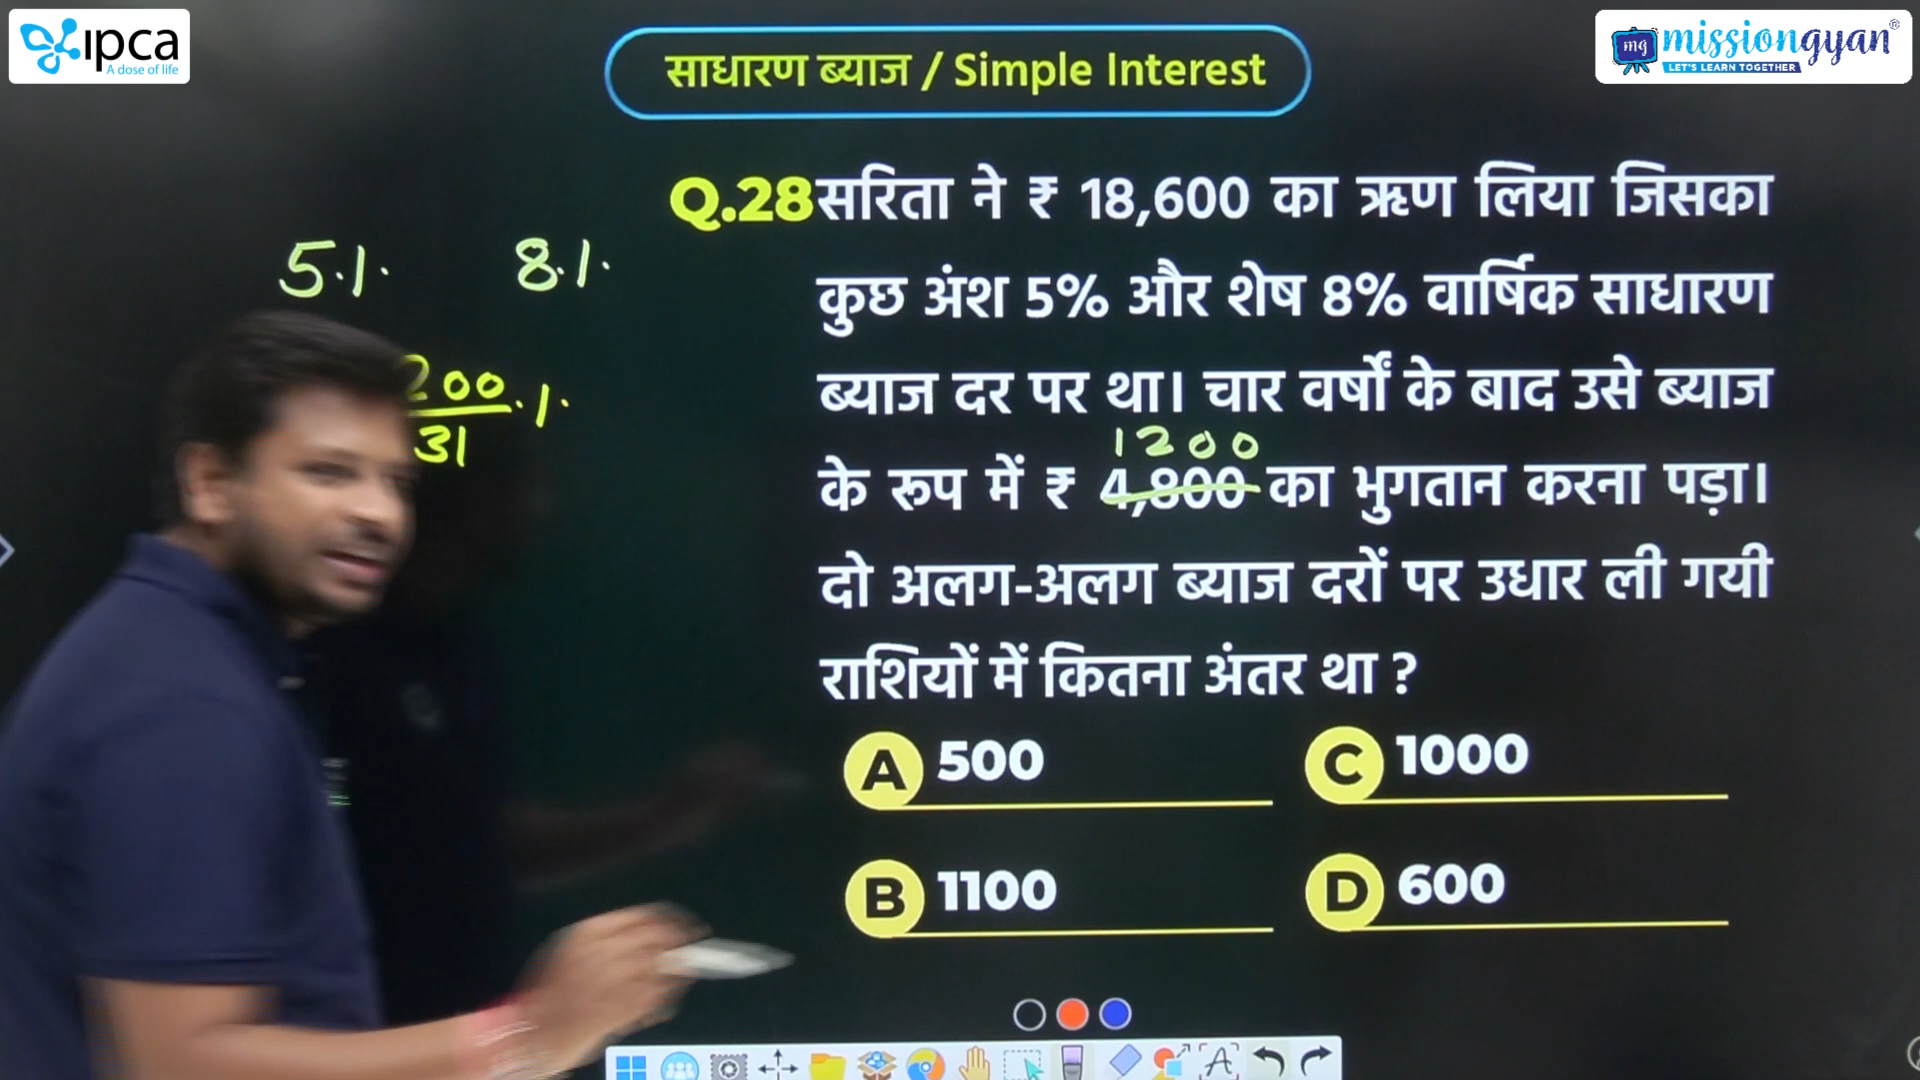 ıpca
A dose of life
साधारण ब्याज / Simple Interest
mg missiongyan®
LET'S LEARN TOGETHER
Q.28 सरिता ने ₹ 18,600 का ऋण लिया जिसका
कुछ अंश 5% और शेष 8% वार्षिक साधारण
ब्याज दर पर था। चार वर्षों के बाद उसे ब्याज
1200
के रूप में ₹ 4,800 का भुगतान करना पड़ा।
दो अलग-अलग ब्याज दरों पर उधार ली गयी
राशियों में कितना अंतर था ?
A 500
C 1000
B 1100
D 600
5% 8%
200
31 %